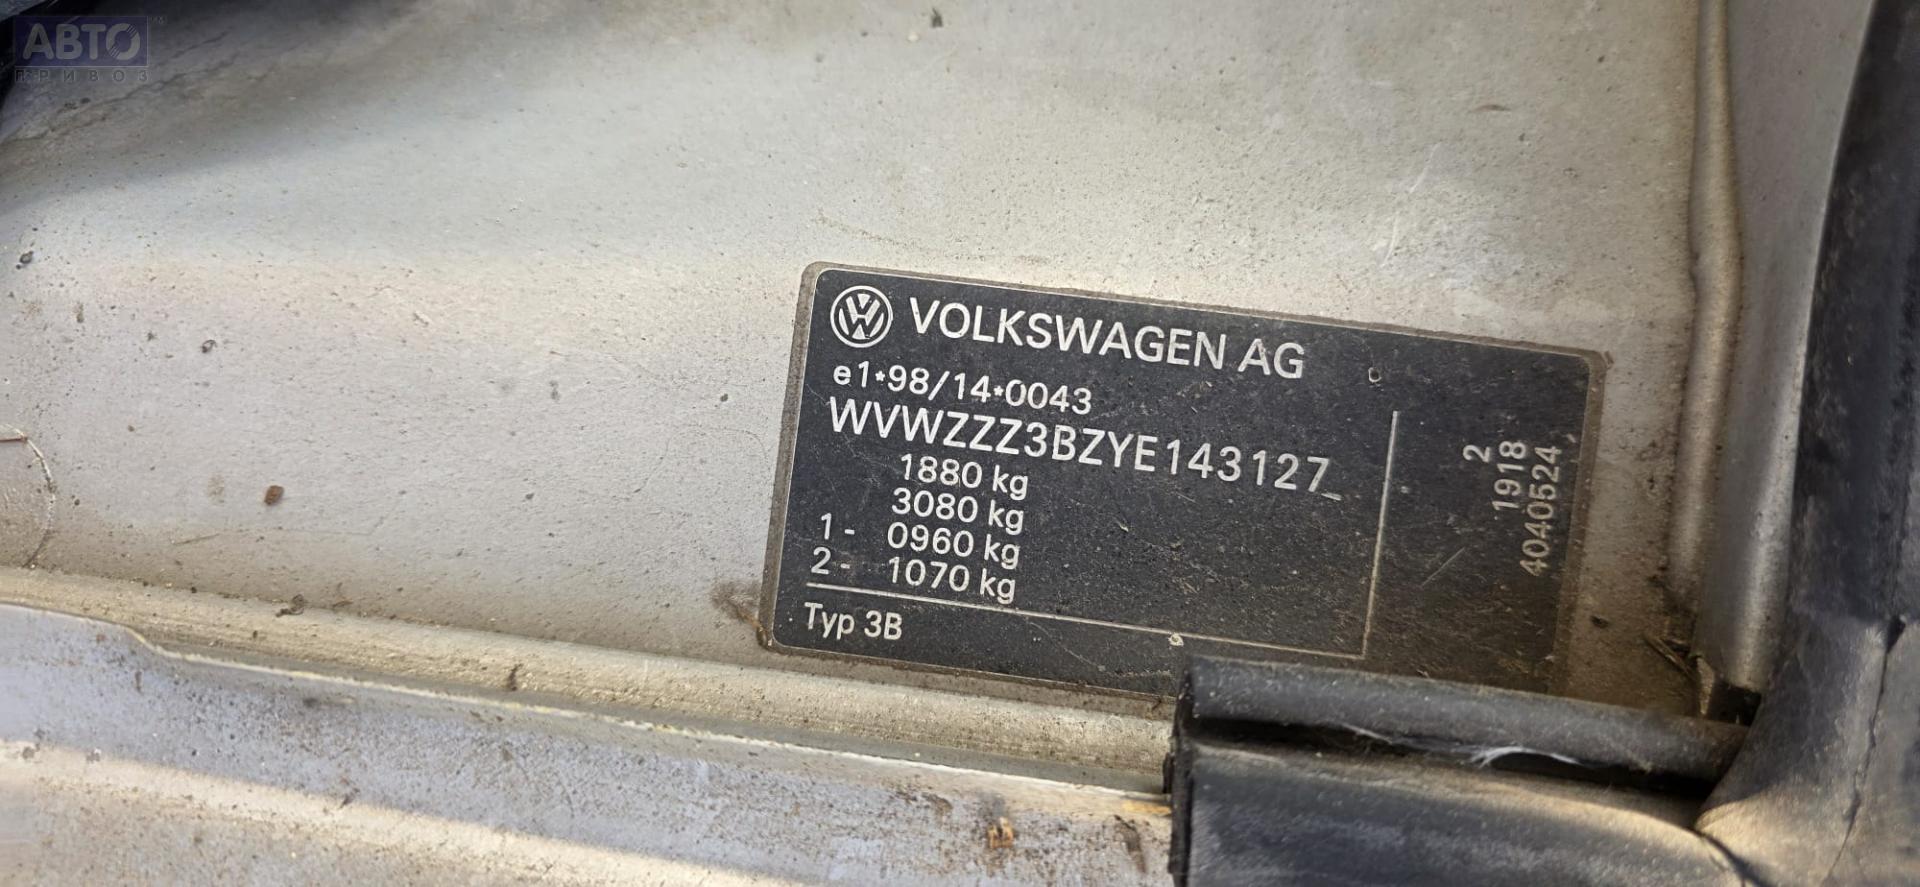 АВТО
ПРИВОЗ
VOLKSWAGEN AG
e1*98/14*0043
WVWZZZ3BZYE143127
1880 kg
3080 kg
1- 0960 kg
2- 1070 kg
Typ 3B
2
1918
4040524